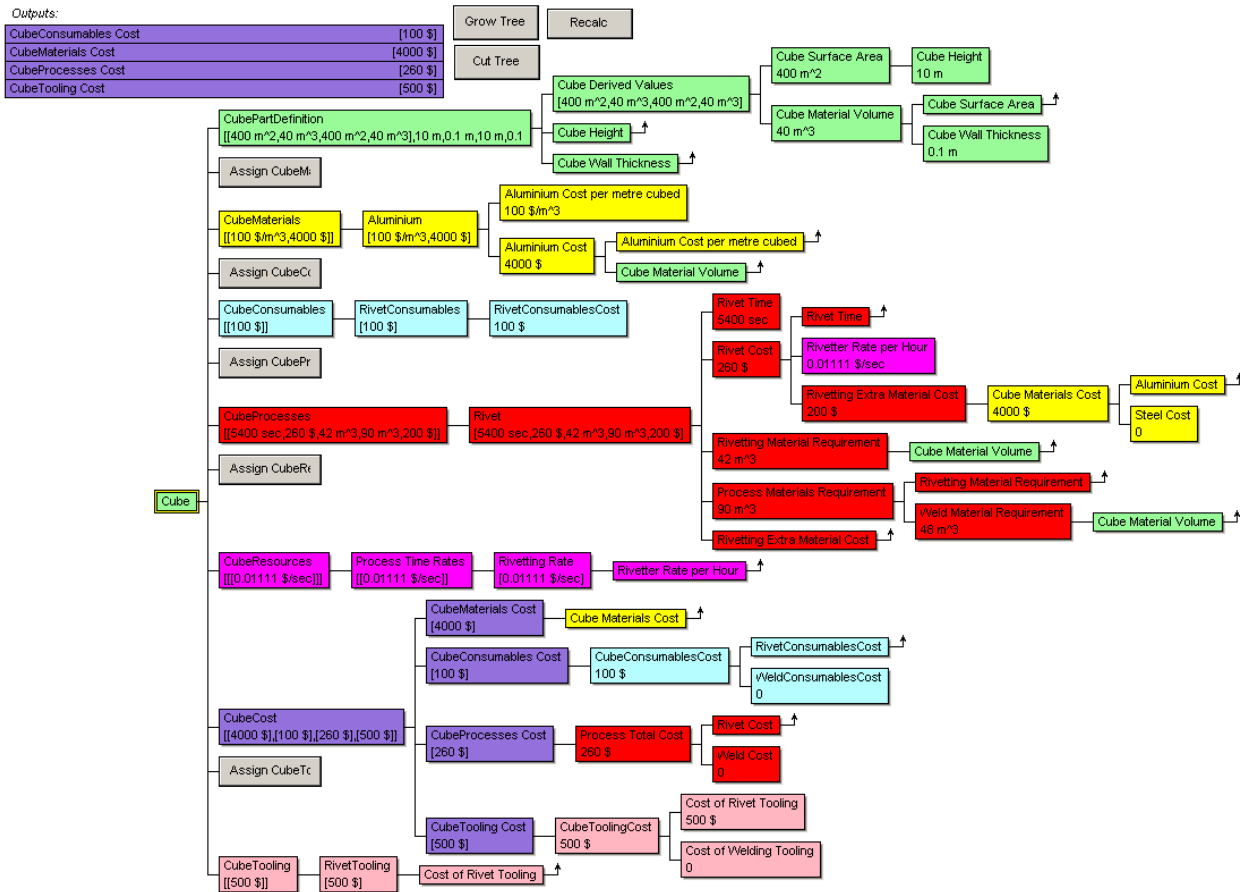 Outputs:
CubeConsumables Cost [100 $]
CubeMaterials Cost [4000 $]
CubeProcesses Cost [260 $]
CubeTooling Cost [500 $]
Grow Tree
Recalc
Cut Tree
Cube Surface Area
400 m^2
Cube Height
10 m
Cube Derived Values
[400 m^2,40 m^3,400 m^2,40 m^3]
Cube Surface Area
Cube Material Volume
40 m^3
CubePartDefinition
[[400 m^2,40 m^3,400 m^2,40 m^3],10 m,0.1 m,10 m,0.1
Cube Height
Cube Wall Thickness
0.1 m
Cube Wall Thickness
Assign CubeM
Aluminium Cost per metre cubed
100 $/m^3
CubeMaterials
[[100 $/m^3,4000 $]]
Aluminium
[100 $/m^3,4000 $]
Aluminium Cost
4000 $
Aluminium Cost per metre cubed
Cube Material Volume
Assign CubeC
CubeConsumables
[[100 $]]
RivetConsumables
[100 $]
RivetConsumablesCost
100 $
Rivet Time
5400 sec
Rivet Time
Rivet Cost
260 $
Rivetter Rate per Hour
0.01111 $/sec
Assign CubePr
Rivetting Extra Material Cost
200 $
Cube Materials Cost
4000 $
Aluminium Cost
Steel Cost
0
CubeProcesses
[[5400 sec,260 $,42 m^3,90 m^3,200 $]]
Rivet
[5400 sec,260 $,42 m^3,90 m^3,200 $]
Rivetting Material Requirement
42 m^3
Cube Material Volume
Assign CubeRe
Rivetting Material Requirement
Process Materials Requirement
90 m^3
Cube
Weld Material Requirement
48 m^3
Cube Material Volume
Rivetting Extra Material Cost
CubeResources
[[[0.01111 $/sec]]]
Process Time Rates
[[0.01111 $/sec]]
Rivetting Rate
[0.01111 $/sec]
Rivetter Rate per Hour
CubeMaterials Cost
[4000 $]
Cube Materials Cost
CubeConsumables Cost
[100 $]
CubeConsumablesCost
100 $
RivetConsumablesCost
WeldConsumablesCost
0
CubeCost
[[4000 $],[100 $],[260 $],[500 $]]
CubeProcesses Cost
[260 $]
Process Total Cost
260 $
Rivet Cost
Weld Cost
0
Assign CubeTo
CubeTooling Cost
[500 $]
CubeToolingCost
500 $
Cost of Rivet Tooling
500 $
Cost of Welding Tooling
0
CubeTooling
[[500 $]]
RivetTooling
[500 $]
Cost of Rivet Tooling